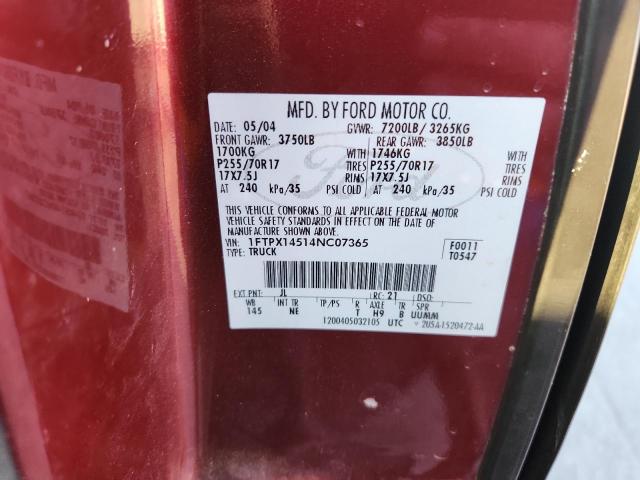 MFD. BY FORD MOTOR CO.
DATE: 05/04 GVWR: 7200LB/ 3265KG
FRONT GAWR: 3750LB REAR GAWR: 3850LB
1700KG WITH 1746KG WITH
P255/70R17 TIRES P255/70R17 TIRES
17X7.5J RIMS 17X7.5J RIMS
AT 240 kPa/35 PSI COLD AT 240 kPa/35 PSI COLD
THIS VEHICLE CONFORMS TO ALL APPLICABLE FEDERAL MOTOR
VEHICLE SAFETY STANDARDS IN EFFECT ON THE DATE OF
MANUFACTURE SHOWN ABOVE.
VIN: 1FTPX14514NC07365 F0011
TYPE: TRUCK T0547
EXT PNT: JL RC: 21 DSO:
WB INT TR TP/PS R AXLE TR SPR
145 NE T H9 B UUMM
1200405032105 UTC 2U5A-1520472-AA
Ford